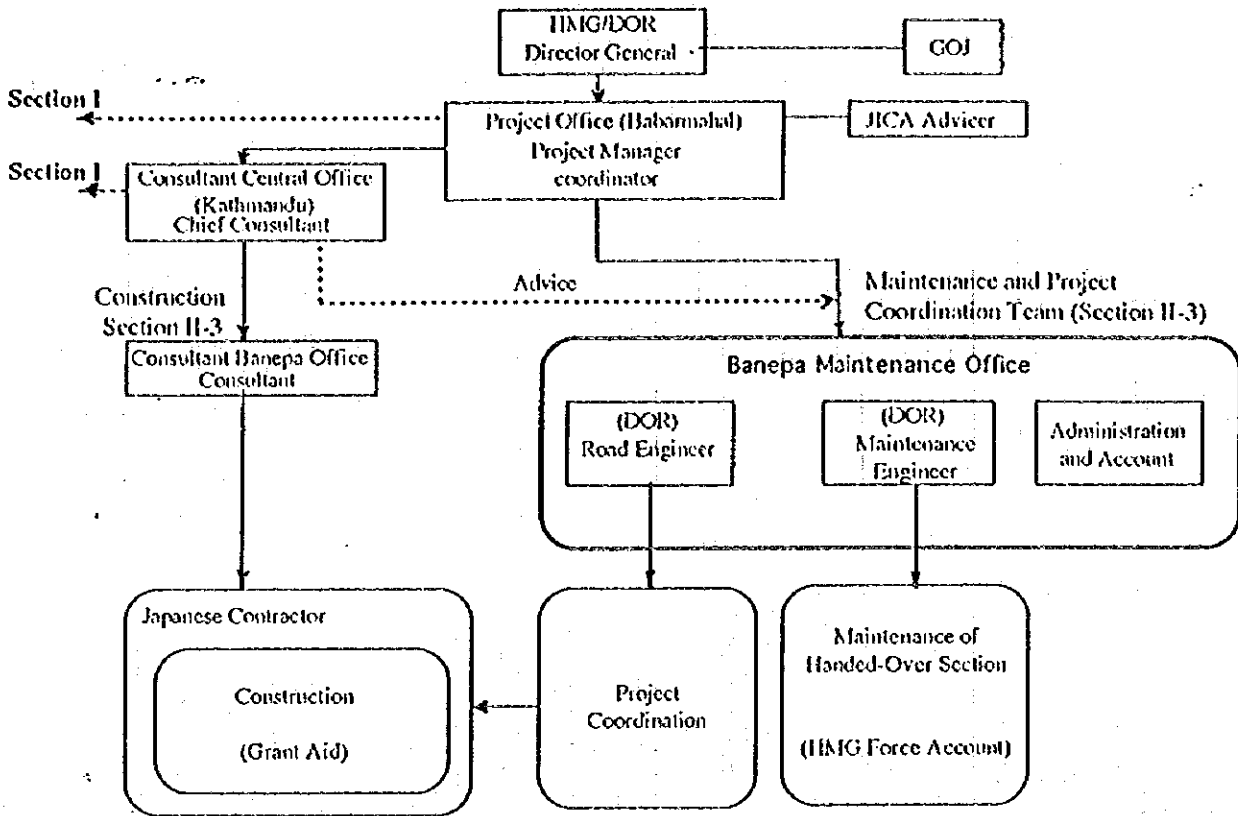 HMG/DOR
Director General
GOJ
Section I
Project Office (Babarmahal)
Project Manager
coordinator
JICA Advicer
Section I
Consultant Central Office
(Kathmandu)
Chief Consultant
Advice
Construction
Section II-3
Maintenance and Project
Coordination Team (Section II-3)
Consultant Banepa Office
Consultant
Banepa Maintenance Office
(DOR)
Road Engineer
(DOR)
Maintenance
Engineer
Administration
and Account
Japanese Contractor
Construction
(Grant Aid)
Project
Coordination
Maintenance of
Handed-Over Section
(HMG Force Account)